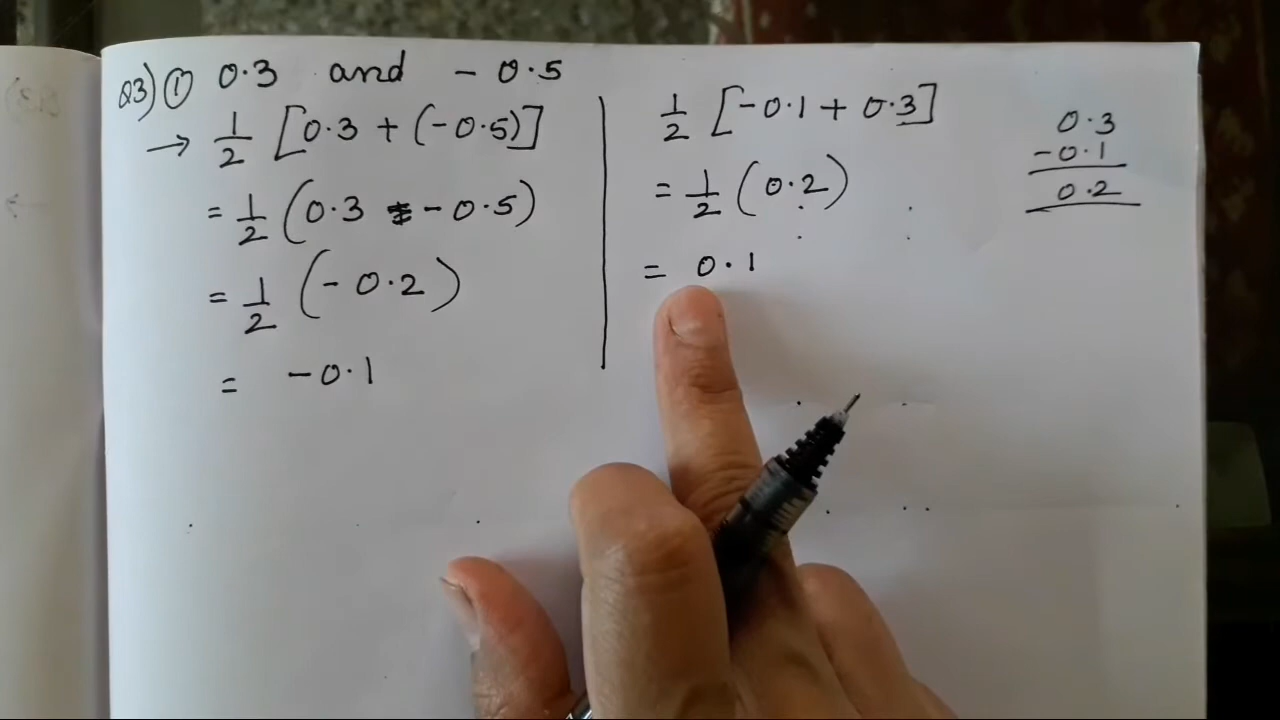 Q3) ① 0.3 and - 0.5
→ 1/2 [0.3 + (-0.5)]
= 1/2 (0.3 - 0.5)
= 1/2 (- 0.2)
= - 0.1
1/2 [-0.1 + 0.3]
= 1/2 (0.2)
= 0.1
0.3
-0.1
0.2